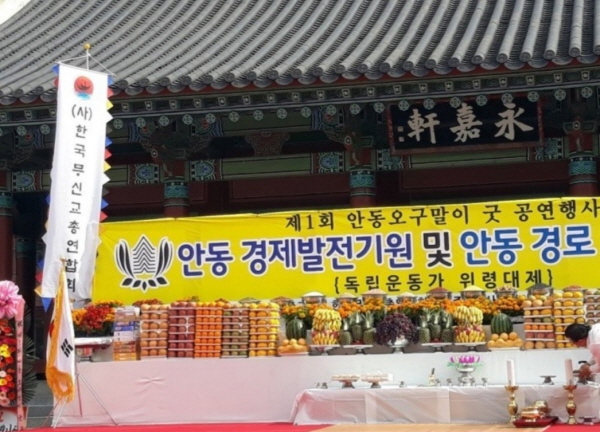 永嘉軒
(사)한국무신교총연합회
제1회 안동오구말이 굿 공연행사
안동 경제발전기원 및 안동 경로
{독립운동가 위령대제}